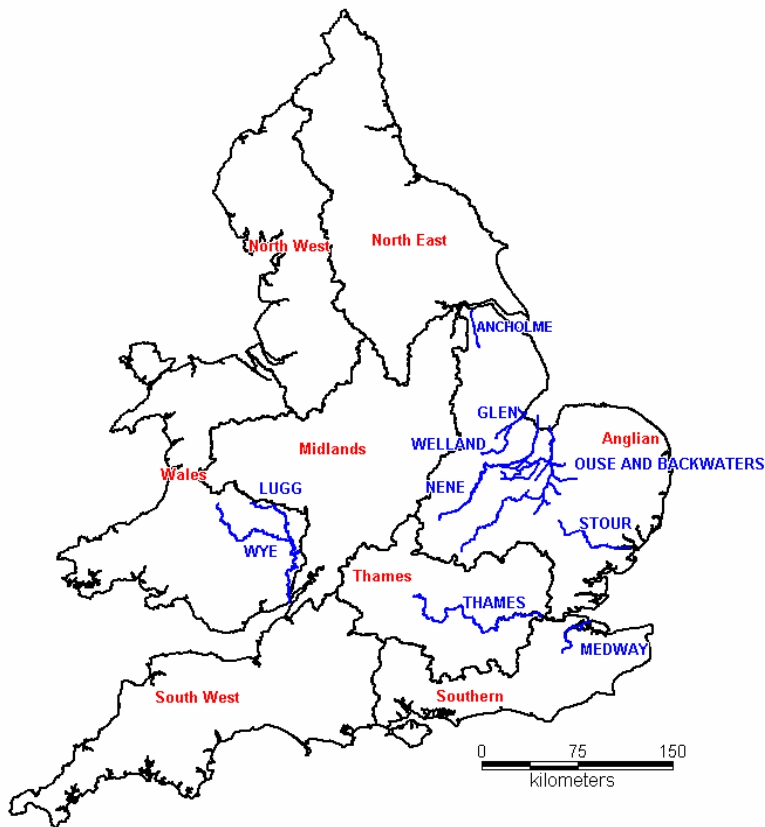 North West
North East
ANCHOLME
GLEN
WELLAND
Midlands
Anglian
Wales
OUSE AND BACKWATERS
LUGG
NENE
STOUR
WYE
Thames
THAMES
MEDWAY
South West
Southern
0 75 150
kilometers